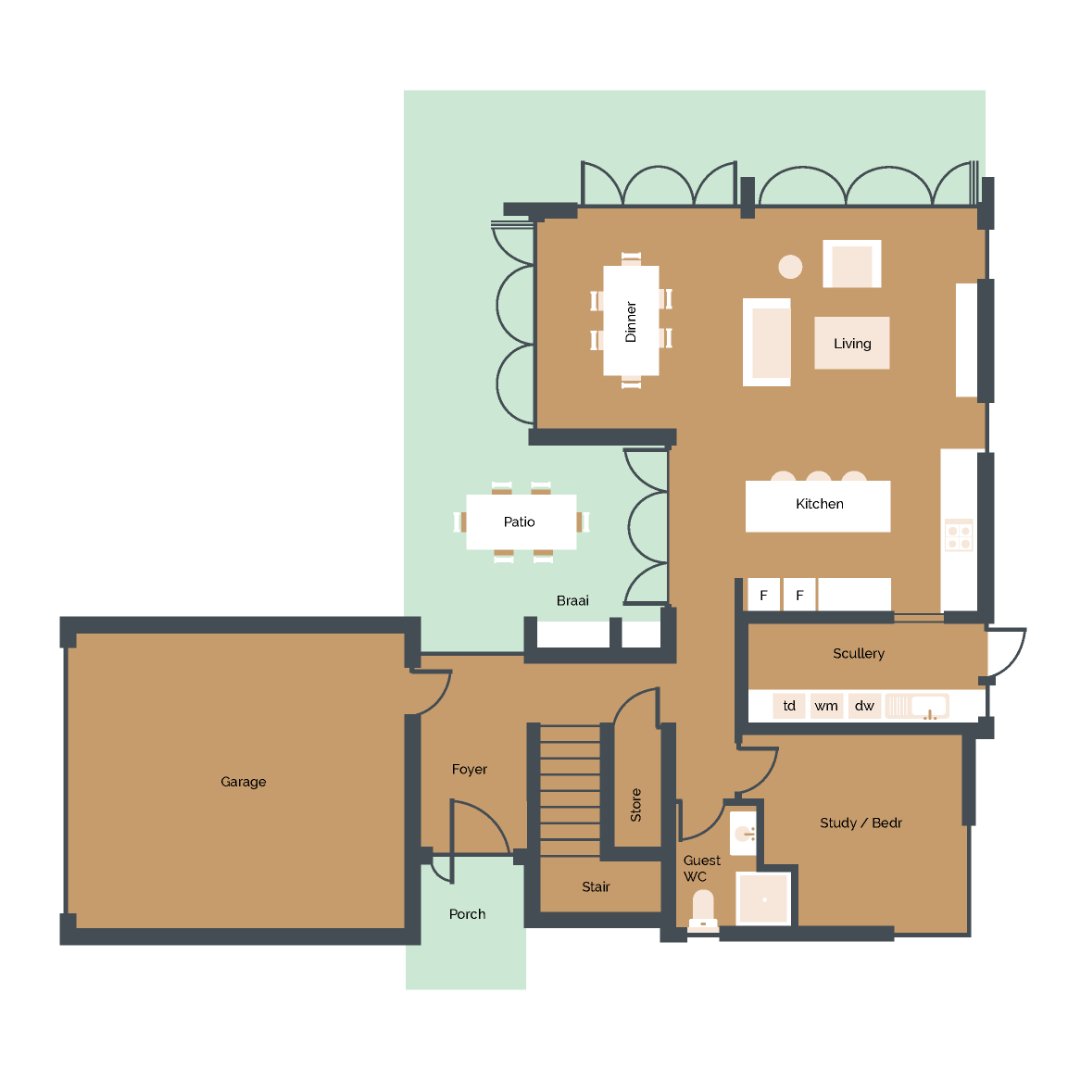 Dinner
Living
Kitchen
Patio
Braai
F
F
Scullery
td
wm
dw
Garage
Foyer
Store
Study / Bedr
Guest
WC
Stair
Porch